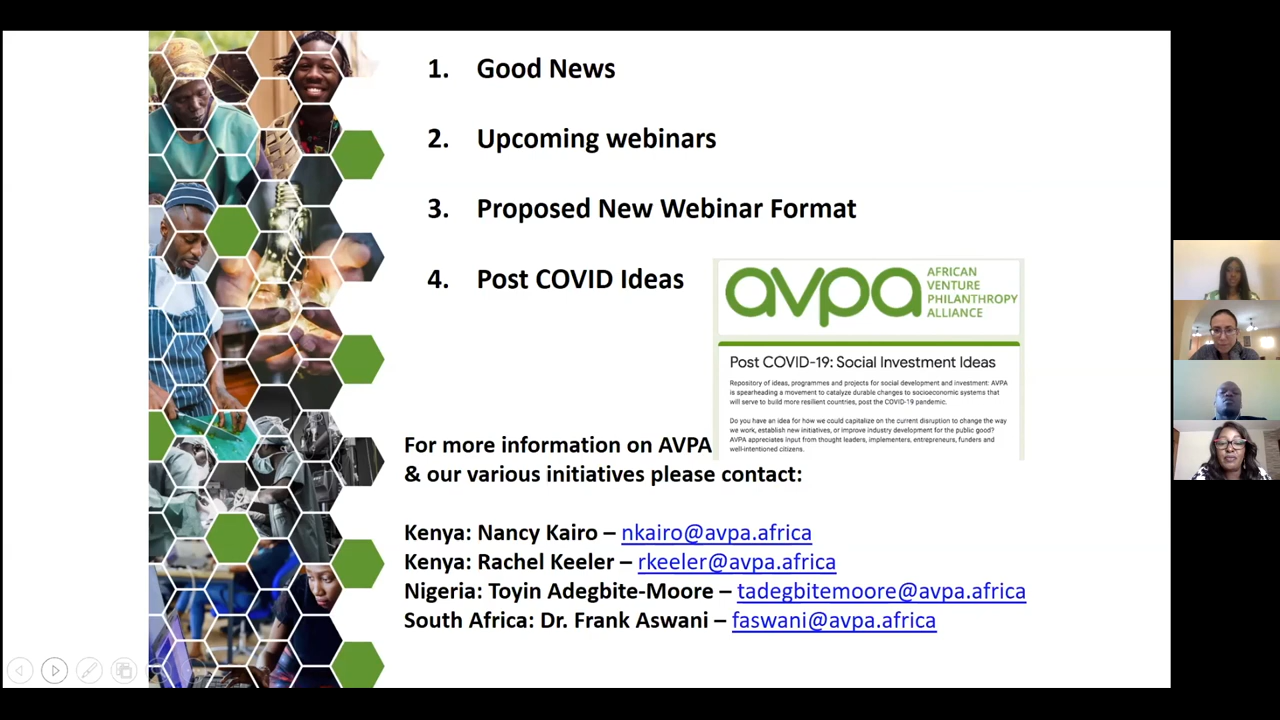 1. Good News
2. Upcoming webinars
3. Proposed New Webinar Format
4. Post COVID Ideas
avpa AFRICAN
VENTURE
PHILANTHROPY
ALLIANCE
Post COVID-19: Social Investment Ideas
Repository of ideas, programmes and projects for social development and investment: AVPA
is spearheading a movement to catalyze durable changes to socioeconomic systems that
will serve to build more resilient countries, post the COVID-19 pandemic.
Do you have an idea for how we could capitalize on the current disruption to change the way
we work, establish new initiatives, or improve industry development for the public good?
AVPA appreciates input from thought leaders, implementers, entrepreneurs, funders and
well-intentioned citizens.
For more information on AVPA
& our various initiatives please contact:
Kenya: Nancy Kairo – nkairo@avpa.africa
Kenya: Rachel Keeler – rkeeler@avpa.africa
Nigeria: Toyin Adegbite-Moore – tadegbitemoore@avpa.africa
South Africa: Dr. Frank Aswani – faswani@avpa.africa